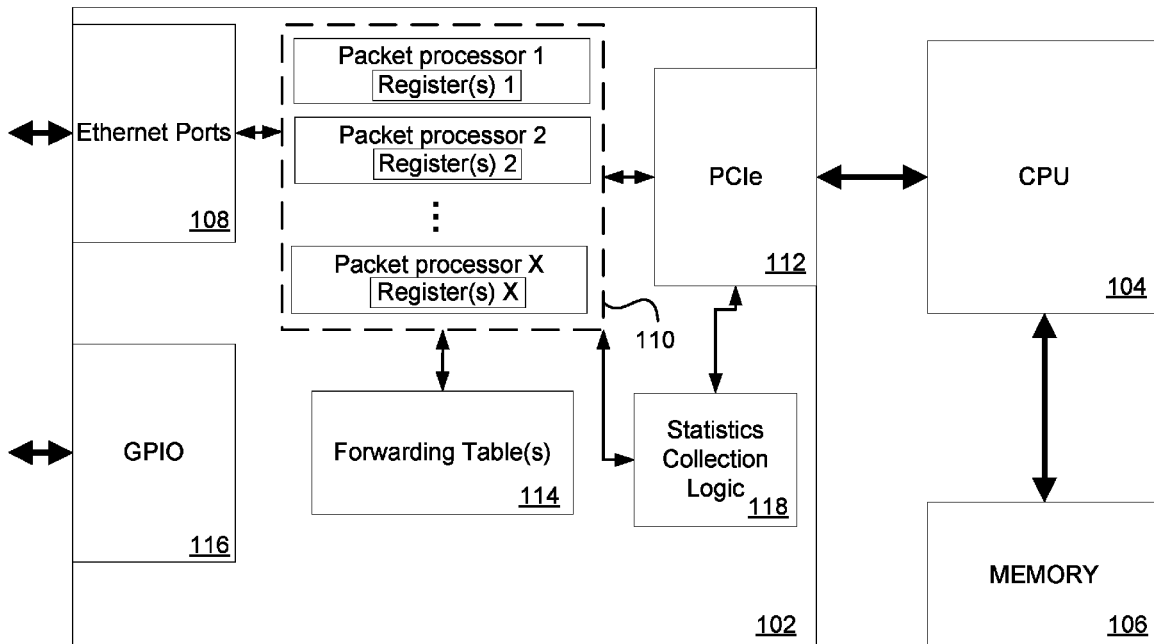 Packet processor 1
Register(s) 1
Ethernet Ports
108
Packet processor 2
Register(s) 2
Packet processor X
Register(s) X
110
PCIe
112
CPU
104
GPIO
116
Forwarding Table(s)
114
Statistics
Collection
Logic
118
MEMORY
106
102